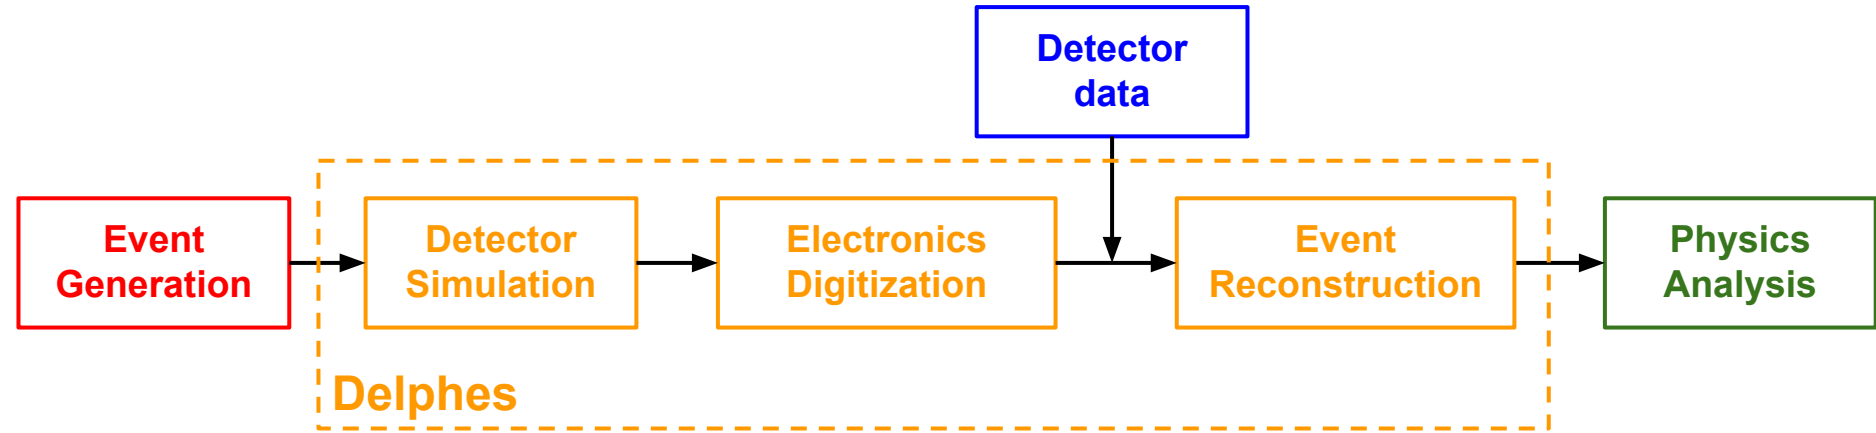 Detector
data
Event
Generation
Detector
Simulation
Electronics
Digitization
Event
Reconstruction
Physics
Analysis
Delphes